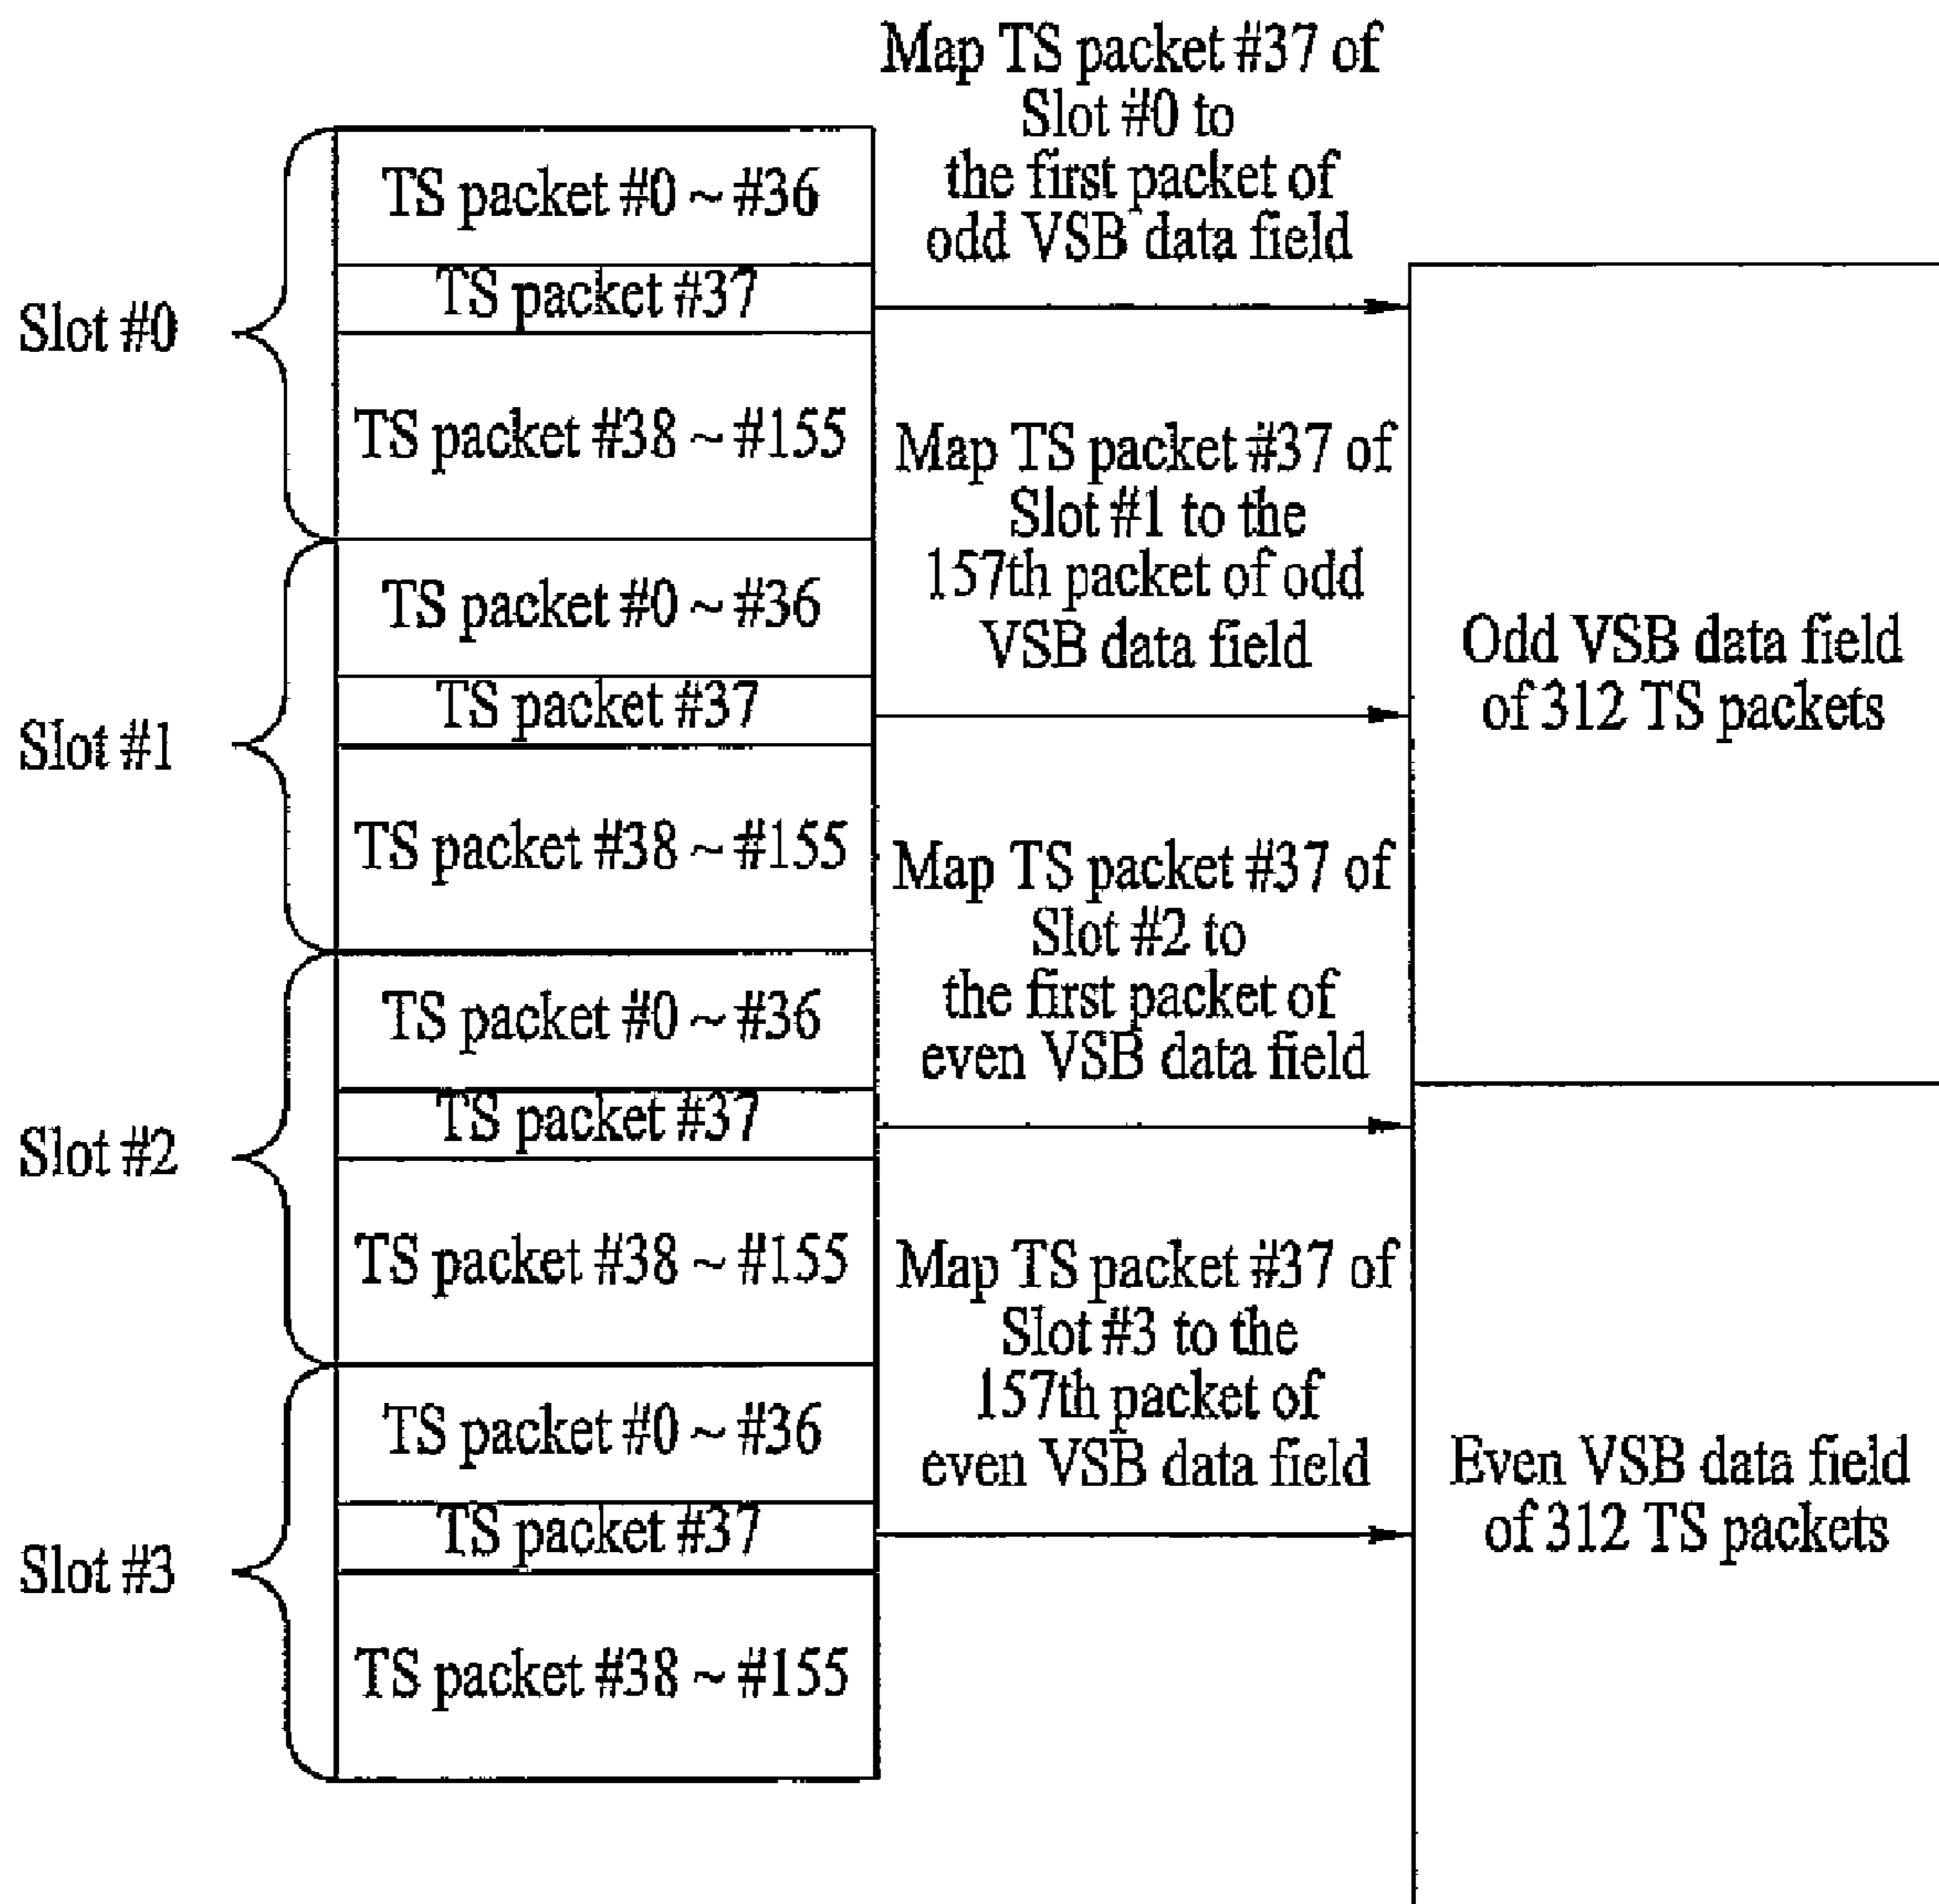 Map TS packet #37 of
Slot #0 to
the first packet of
odd VSB data field
Slot #0
TS packet #0 ~ #36
TS packet #37
TS packet #38 ~ #155
Map TS packet #37 of
Slot #1 to the
157th packet of odd
VSB data field
Slot #1
TS packet #0 ~ #36
TS packet #37
TS packet #38 ~ #155
Odd VSB data field
of 312 TS packets
Map TS packet #37 of
Slot #2 to
the first packet of
even VSB data field
Slot #2
TS packet #0 ~ #36
TS packet #37
TS packet #38 ~ #155
Map TS packet #37 of
Slot #3 to the
157th packet of
even VSB data field
Slot #3
TS packet #0 ~ #36
TS packet #37
TS packet #38 ~ #155
Even VSB data field
of 312 TS packets